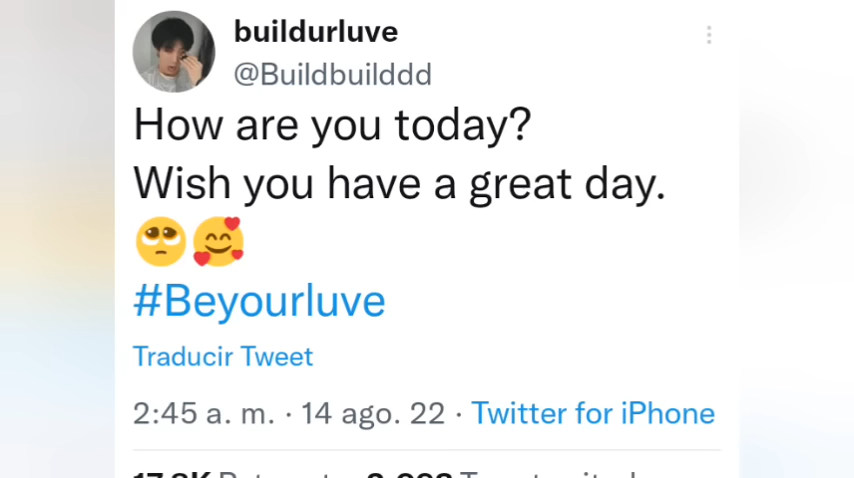 buildurluve
@Buildbuilddd
How are you today?
Wish you have a great day.
🥺🥰
#Beyourluve
Traducir Tweet
2:45 a. m. · 14 ago. 22 · Twitter for iPhone